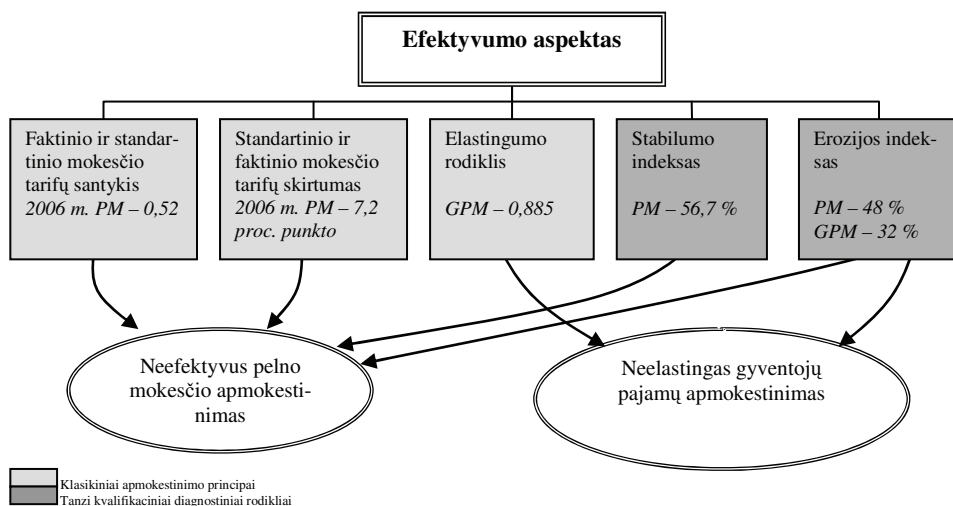 Efektyvumo aspektas
Faktinio ir standar-
tinio mokesčio
tarifų santykis
2006 m. PM – 0,52
Standartinio ir
faktinio mokesčio
tarifų skirtumas
2006 m. PM – 7,2
proc. punkto
Elastingumo
rodiklis
GPM – 0,885
Stabilumo
indeksas
PM – 56,7 %
Erozijos indek-
sas
PM – 48 %
GPM – 32 %
Neefektyvus pelno
mokesčio apmokesti-
nimas
Neelastingas gyventojų
pajamų apmokestinimas
Klasikiniai apmokestinimo principai
Tanzi kvalifikaciniai diagnostiniai rodikliai